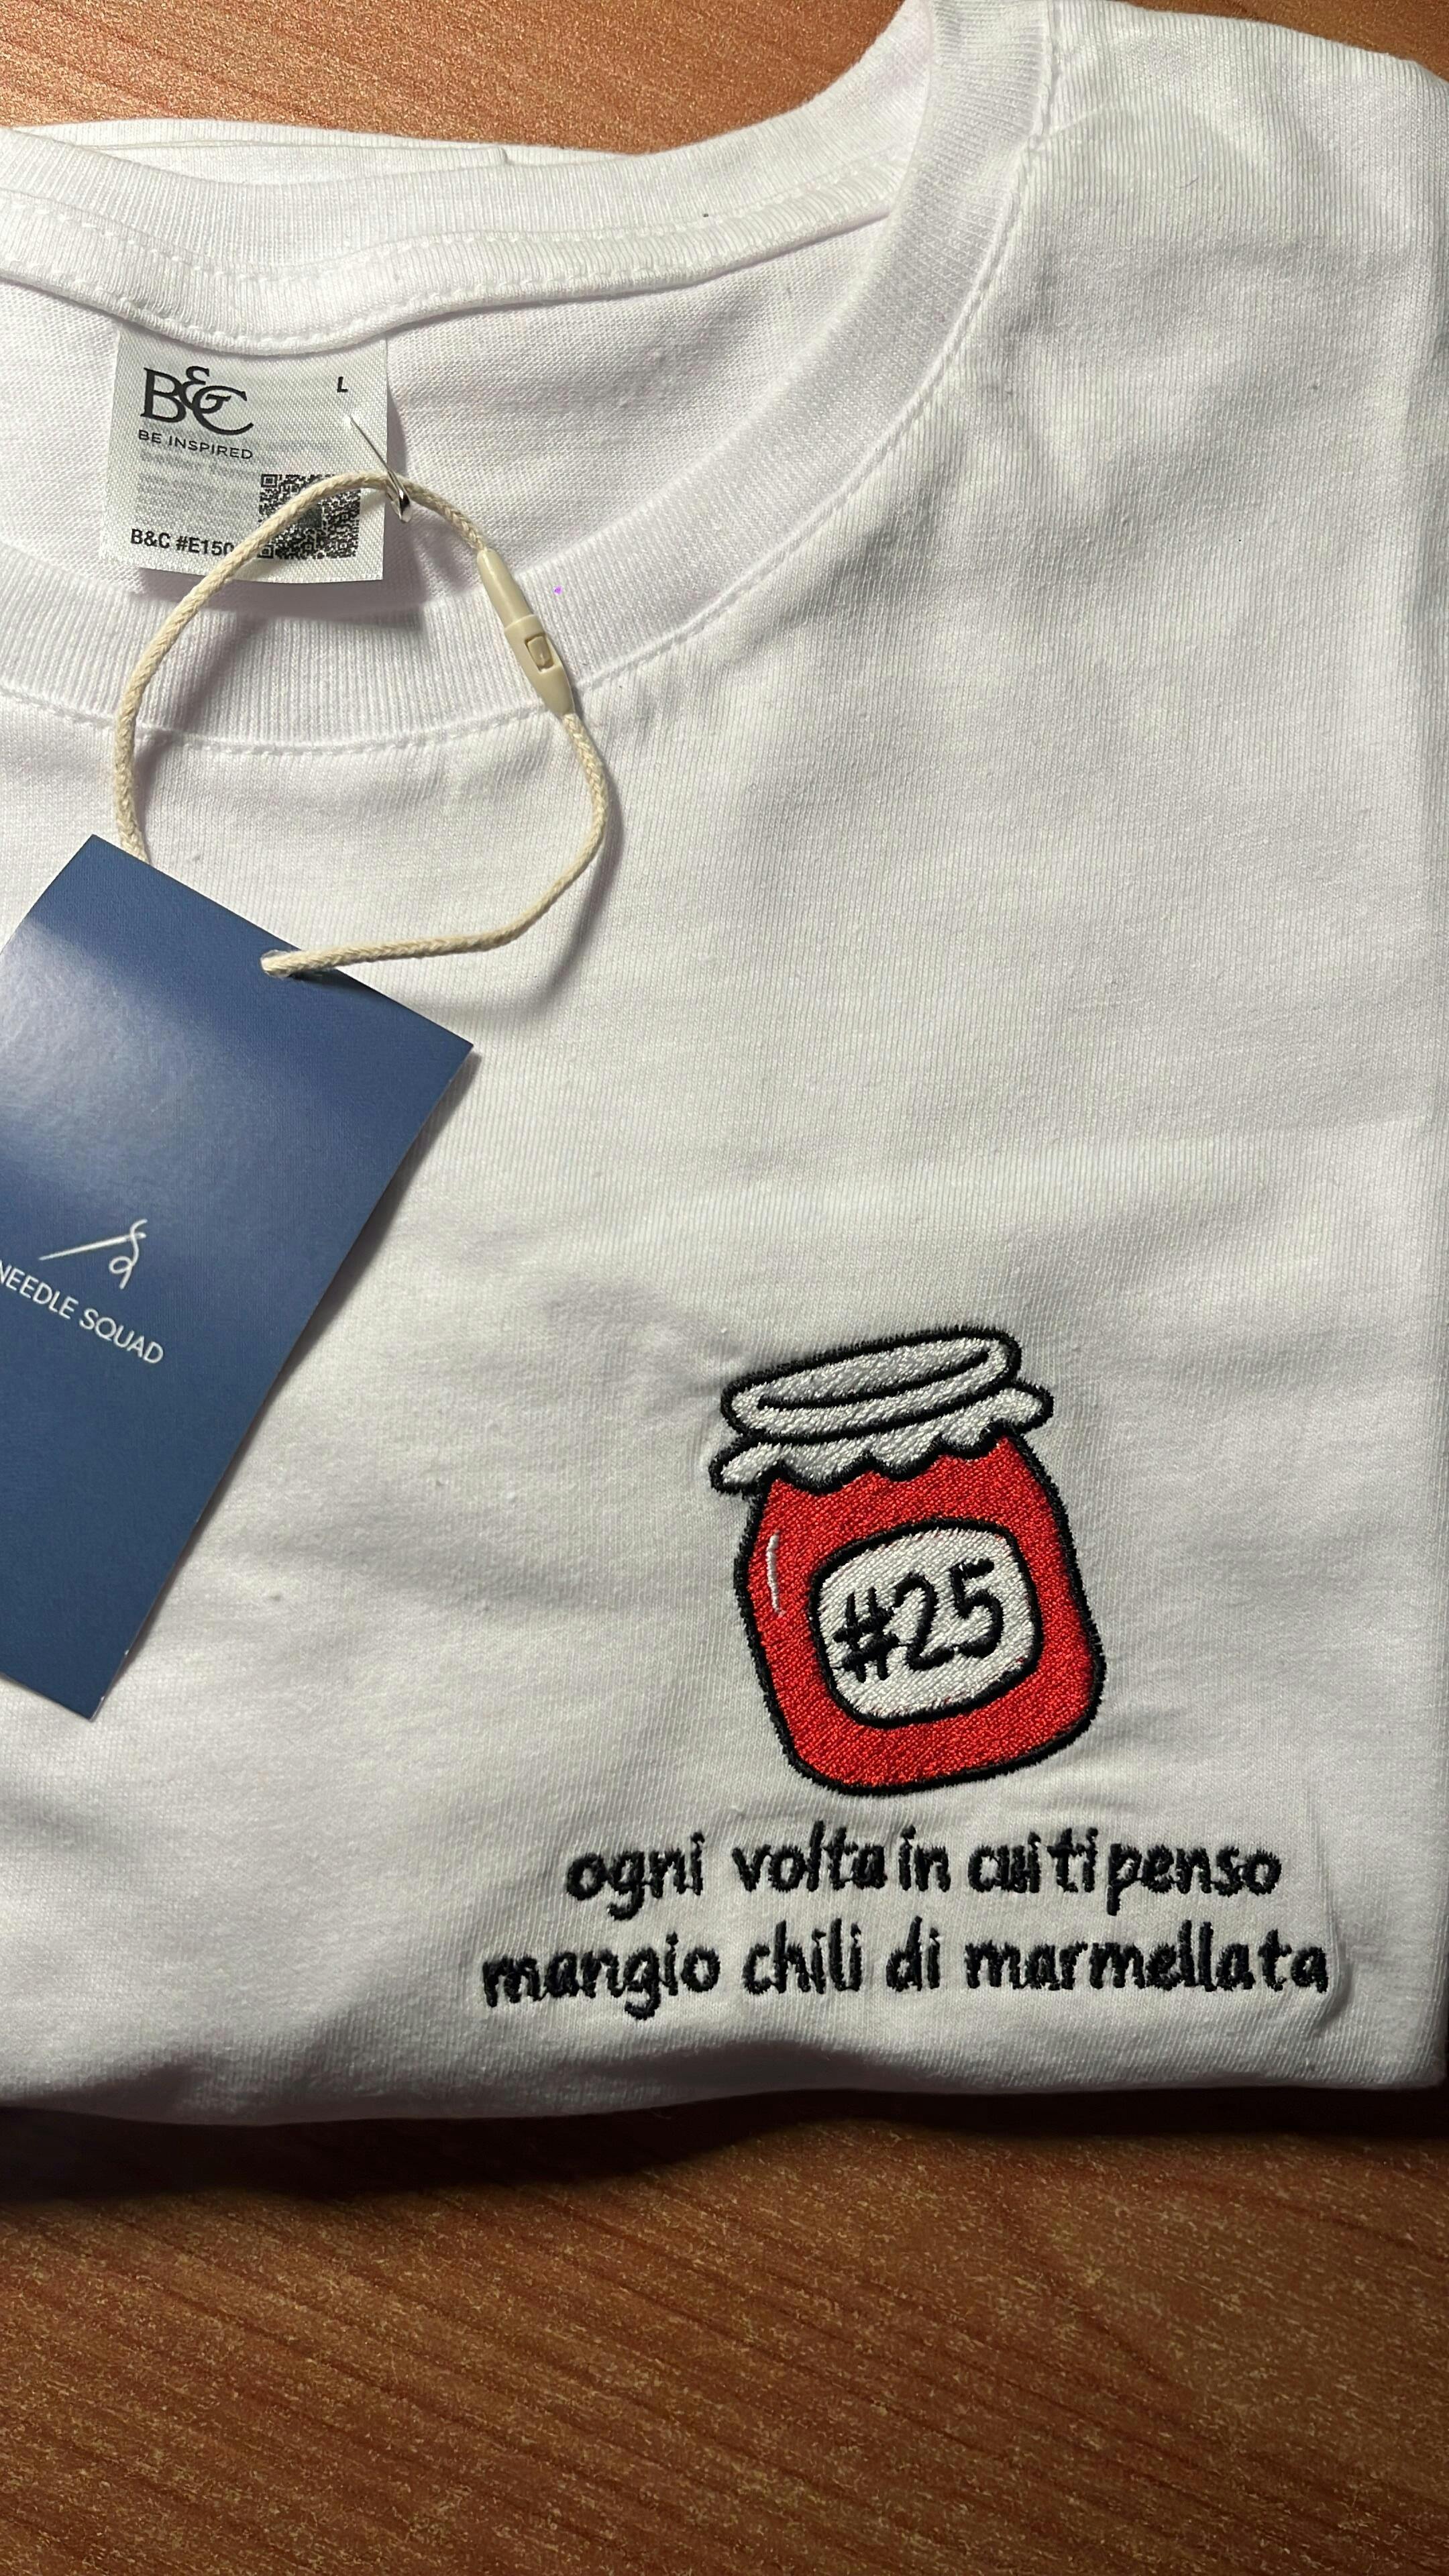 B&C
L
BE INSPIRED
B&C #E150
NEEDLE SQUAD
#25
ogni volta in cui ti penso
mangio chili di marmellata